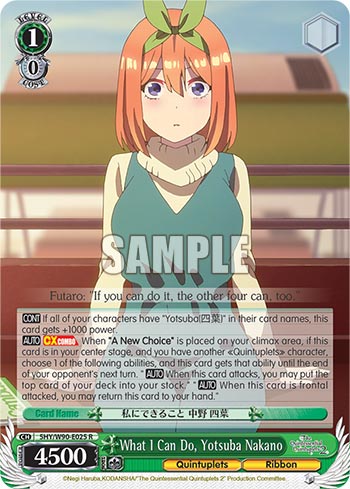 LEVEL
1
0
COST
SAMPLE
Futaro: "If you can do it, the other four can, too."
CONT If all of your characters have "Yotsuba[四葉]" in their card names, this
card gets +1000 power.
AUTO CX COMBO When "A New Choice" is placed on your climax area, if this
card is in your center stage, and you have another «Quintuplets» character,
choose 1 of the following abilities, and this card gets that ability until the end
of your opponent's next turn. "AUTO When this card attacks, you may put the
top card of your deck into your stock." "AUTO When this card is frontal
attacked, you may return this card to your hand."
Card Name 私にできること 中野 四葉
CH 5HY/W90-E025 R
What I Can Do, Yotsuba Nakano
The Quintessential Quintuplets 2
4500
Quintuplets
Ribbon
©Negi Haruba,KODANSHA/"The Quintessential Quintuplets 2" Production Committee.